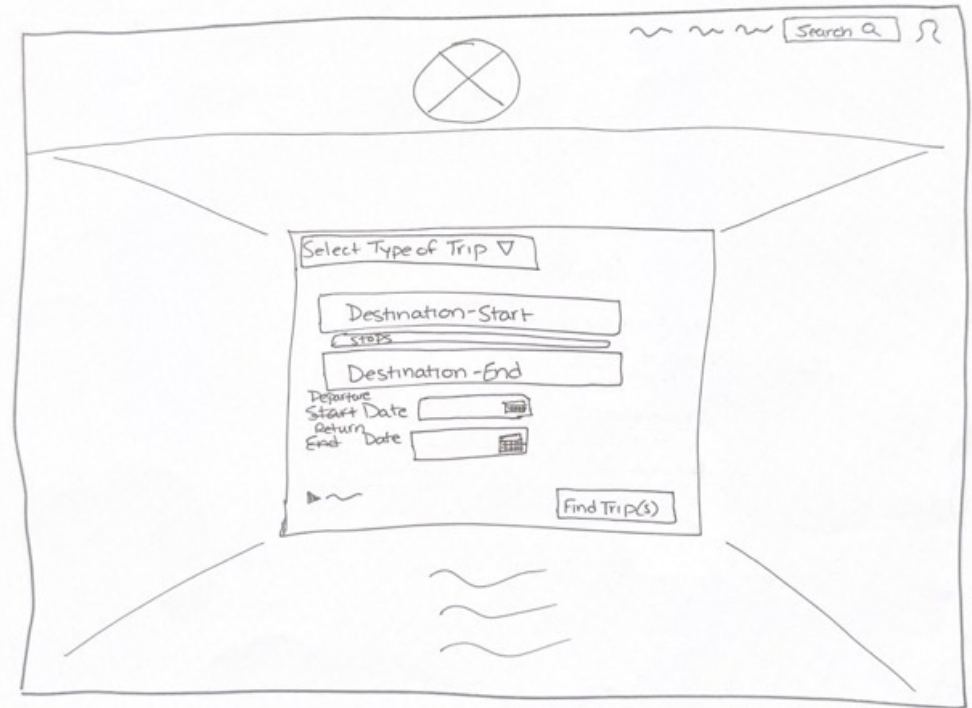 Search
Select Type of Trip
Destination-Start
stops
Destination-End
Departure
Start Date
Return
End Date
Find Trip(s)